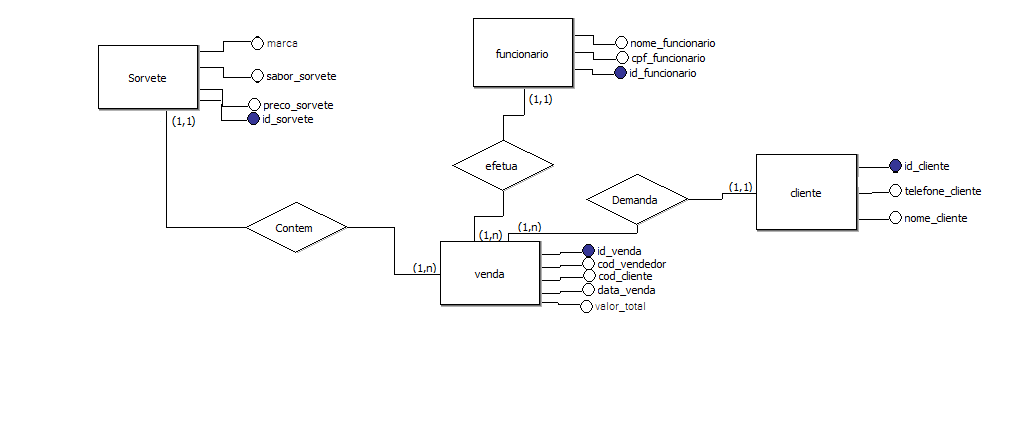 Sorvete
marca
sabor_sorvete
preco_sorvete
id_sorvete
(1,1)
funcionario
nome_funcionario
cpf_funcionario
id_funcionario
(1,1)
efetua
(1,n)
Demanda
(1,1)
(1,n)
cliente
id_cliente
telefone_cliente
nome_cliente
Contem
(1,n)
venda
id_venda
cod_vendedor
cod_cliente
data_venda
valor_total